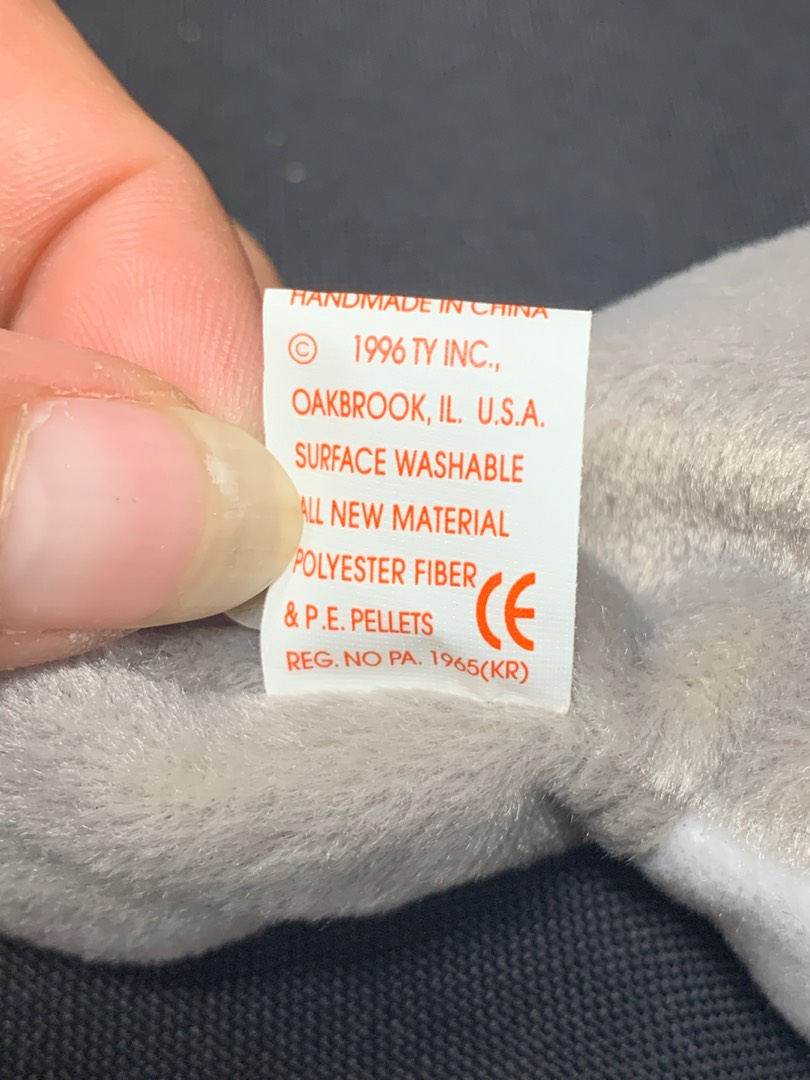 HANDMADE IN CHINA
© 1996 TY INC.,
OAKBROOK, IL. U.S.A.
SURFACE WASHABLE
ALL NEW MATERIAL
POLYESTER FIBER
& P.E. PELLETS CE
REG. NO PA. 1965(KR)